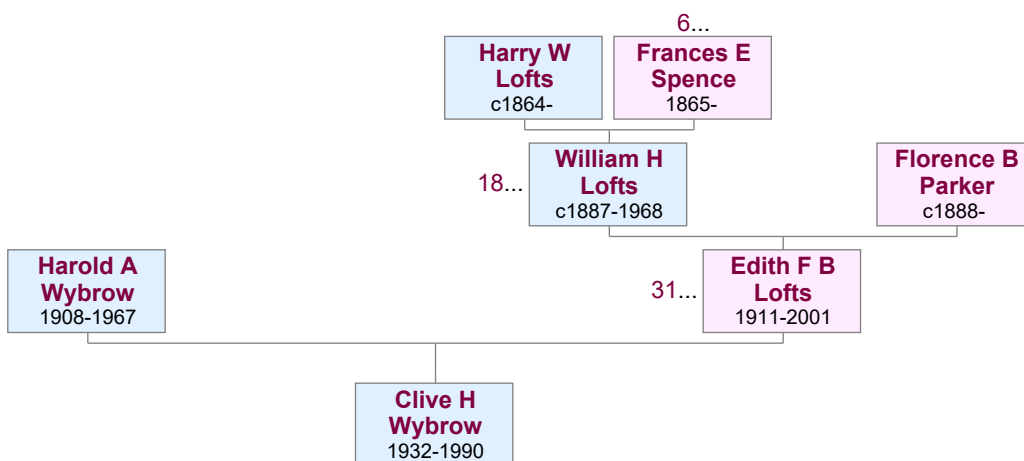 6...
Harry W
Lofts
c1864-
Frances E
Spence
1865-
18...
William H
Lofts
c1887-1968
Florence B
Parker
c1888-
Harold A
Wybrow
1908-1967
31...
Edith F B
Lofts
1911-2001
Clive H
Wybrow
1932-1990